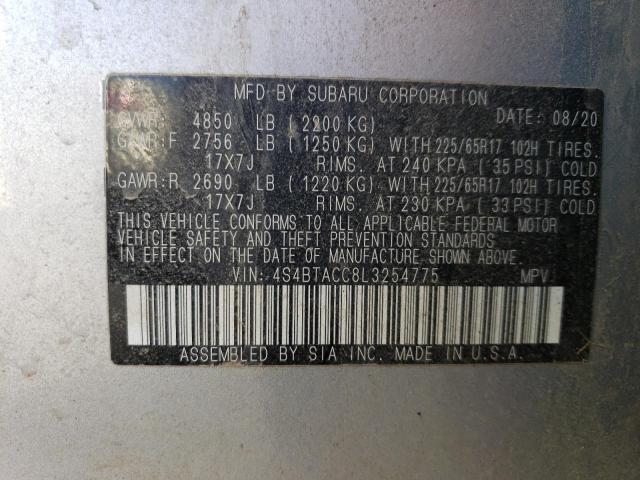 MFD BY SUBARU CORPORATION
GVWR: 4850 LB (2200 KG) DATE: 08/20
GAWR:F 2756 LB (1250 KG) WITH 225/65R17 102H TIRES.
17X7J RIMS. AT 240 KPA (35 PSI) COLD
GAWR:R 2690 LB (1220 KG) WITH 225/65R17 102H TIRES.
17X7J RIMS. AT 230 KPA (33 PSI) COLD
THIS VEHICLE CONFORMS TO ALL APPLICABLE FEDERAL MOTOR
VEHICLE SAFETY AND THEFT PREVENTION STANDARDS
IN EFFECT ON THE DATE OF MANUFACTURE SHOWN ABOVE.
VIN: 4S4BTACC8L3254775 MPV
ASSEMBLED BY SIA INC. MADE IN U.S.A.